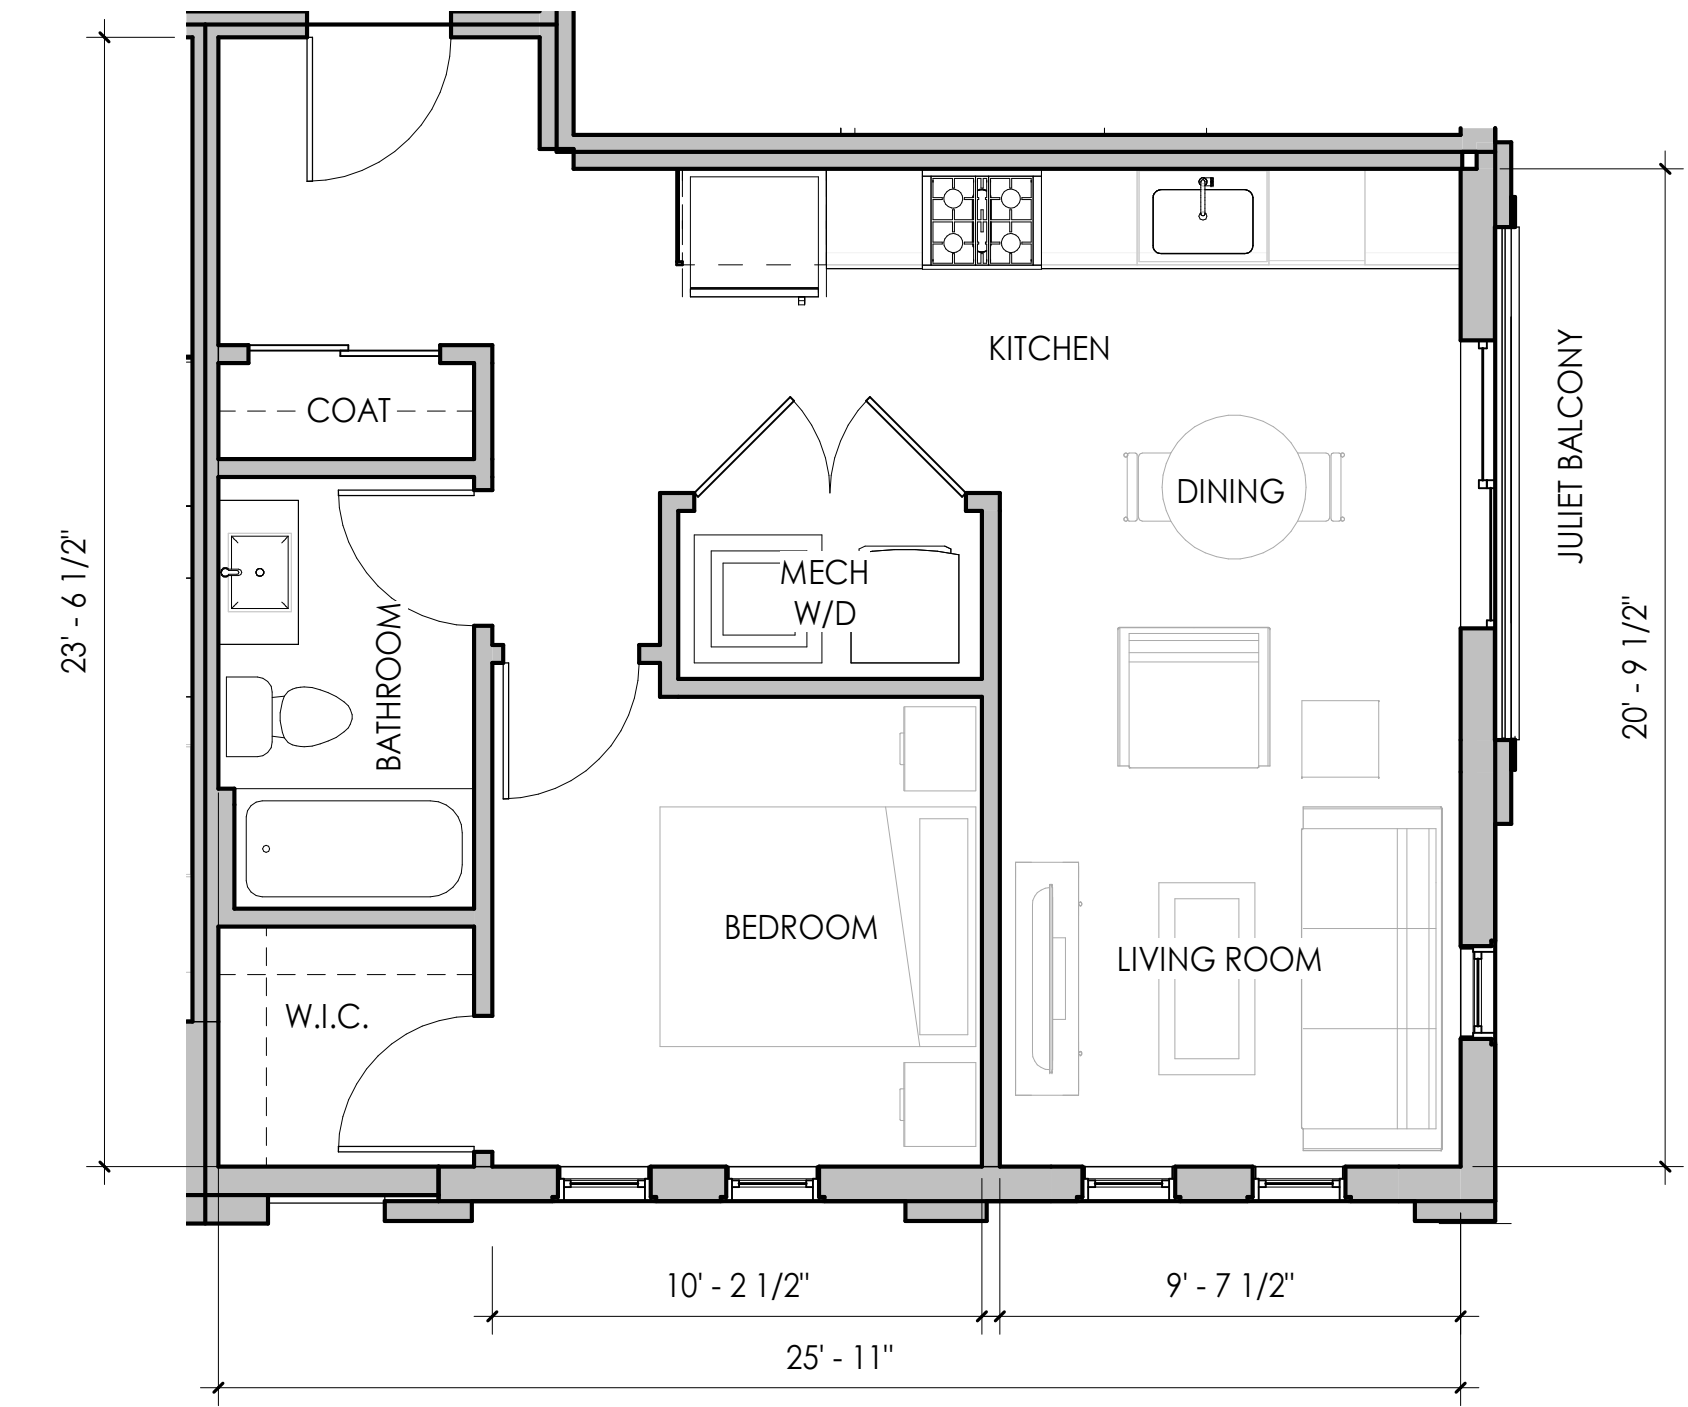 KITCHEN
COAT
DINING
JULIET BALCONY
MECH
W/D
23' - 6 1/2"
BATHROOM
20' - 9 1/2"
BEDROOM
LIVING ROOM
W.I.C.
10' - 2 1/2"
9' - 7 1/2"
25' - 11"